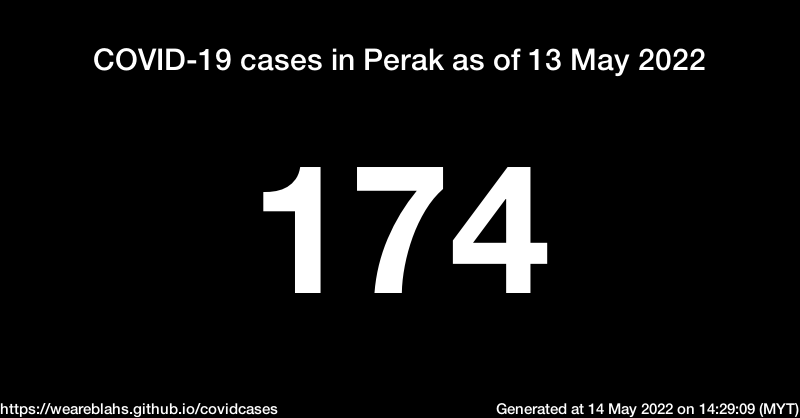 COVID-19 cases in Perak as of 13 May 2022
174
https://weareblahs.github.io/covidcases
Generated at 14 May 2022 on 14:29:09 (MYT)